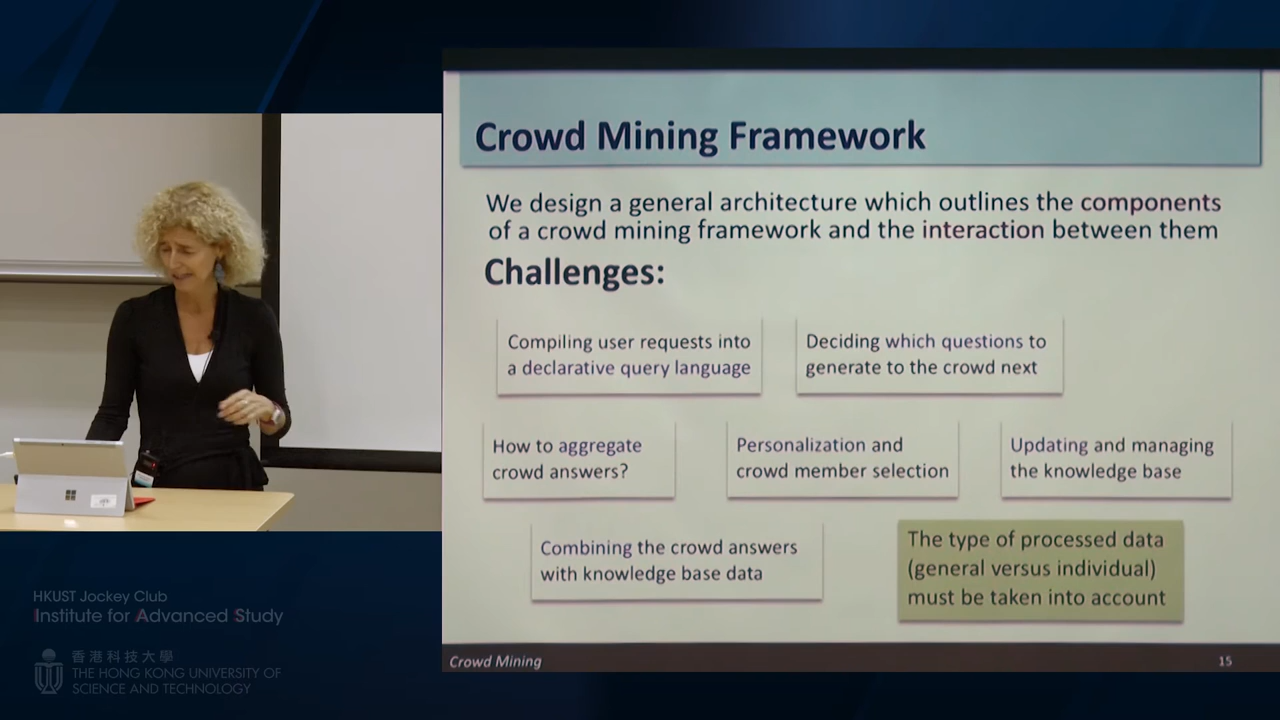 Crowd Mining Framework
We design a general architecture which outlines the components
of a crowd mining framework and the interaction between them
Challenges:
Compiling user requests into
a declarative query language
Deciding which questions to
generate to the crowd next
How to aggregate
crowd answers?
Personalization and
crowd member selection
Updating and managing
the knowledge base
Combining the crowd answers
with knowledge base data
The type of processed data
(general versus individual)
must be taken into account
Crowd Mining
15
HKUST Jockey Club
Institute for Advanced Study
香港科技大學
THE HONG KONG UNIVERSITY OF
SCIENCE AND TECHNOLOGY